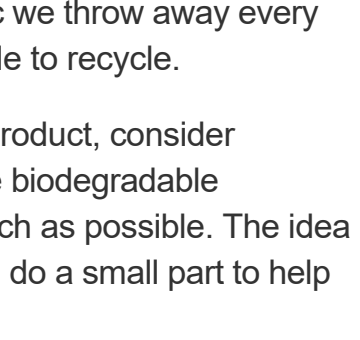 we throw away every
to recycle.
roduct, consider
biodegradable
ch as possible. The idea
do a small part to help